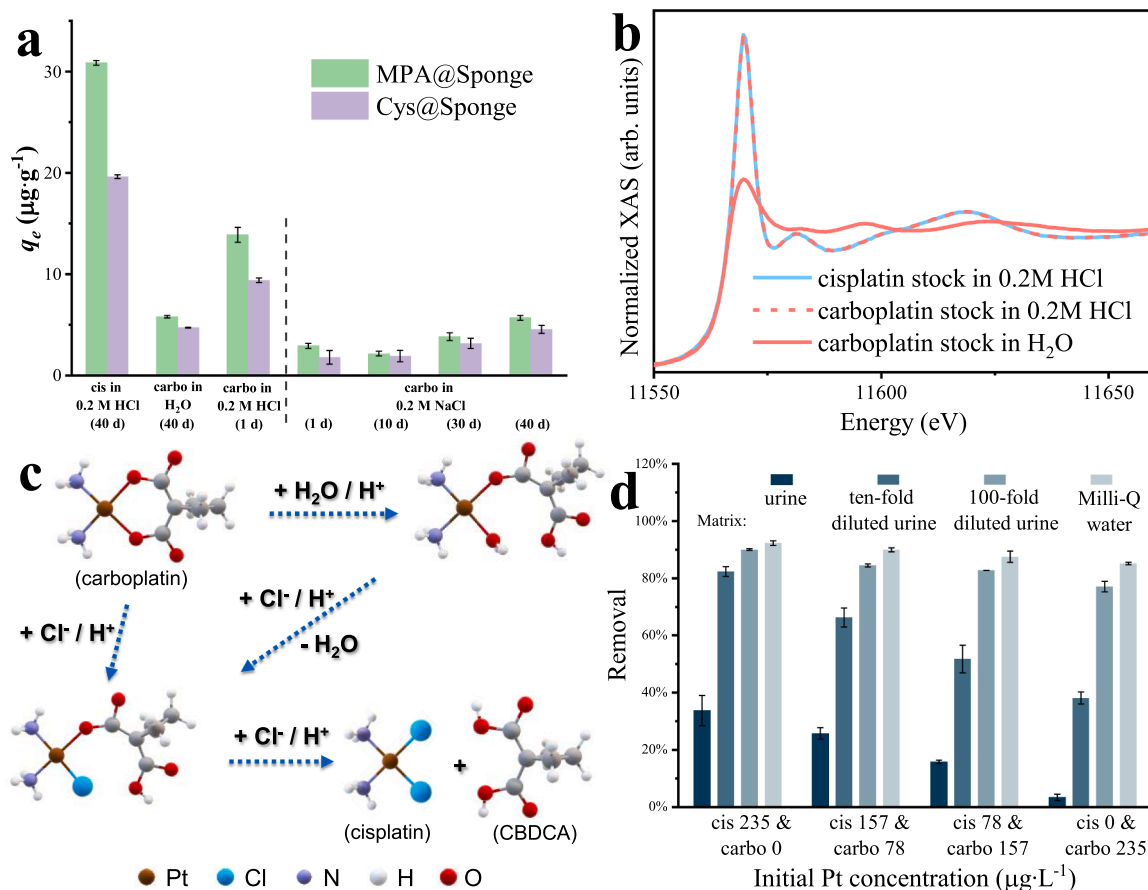 a
30
20
10
0
qₑ (μg·g⁻¹)
MPA@Sponge
Cys@Sponge
cis in
0.2 M HCl
(40 d)
carbo in
H₂O
(40 d)
carbo in
0.2 M HCl
(1 d)
carbo in
0.2 M NaCl
(1 d) (10 d) (30 d) (40 d)
b
Normalized XAS (arb. units)
cisplatin stock in 0.2M HCl
carboplatin stock in 0.2M HCl
carboplatin stock in H₂O
11550 11600 11650
Energy (eV)
c
(carboplatin)
+ H₂O / H⁺
+ Cl⁻ / H⁺
+ Cl⁻ / H⁺
- H₂O
+ Cl⁻ / H⁺
+
(cisplatin)
(CBDCA)
Pt Cl N H O
d
120%
100%
80%
60%
40%
20%
0%
Removal
Matrix:
urine
ten-fold
diluted urine
100-fold
diluted urine
Milli-Q
water
cis 235 &
carbo 0
cis 157 &
carbo 78
cis 78 &
carbo 157
cis 0 &
carbo 235
Initial Pt concentration (μg·L⁻¹)